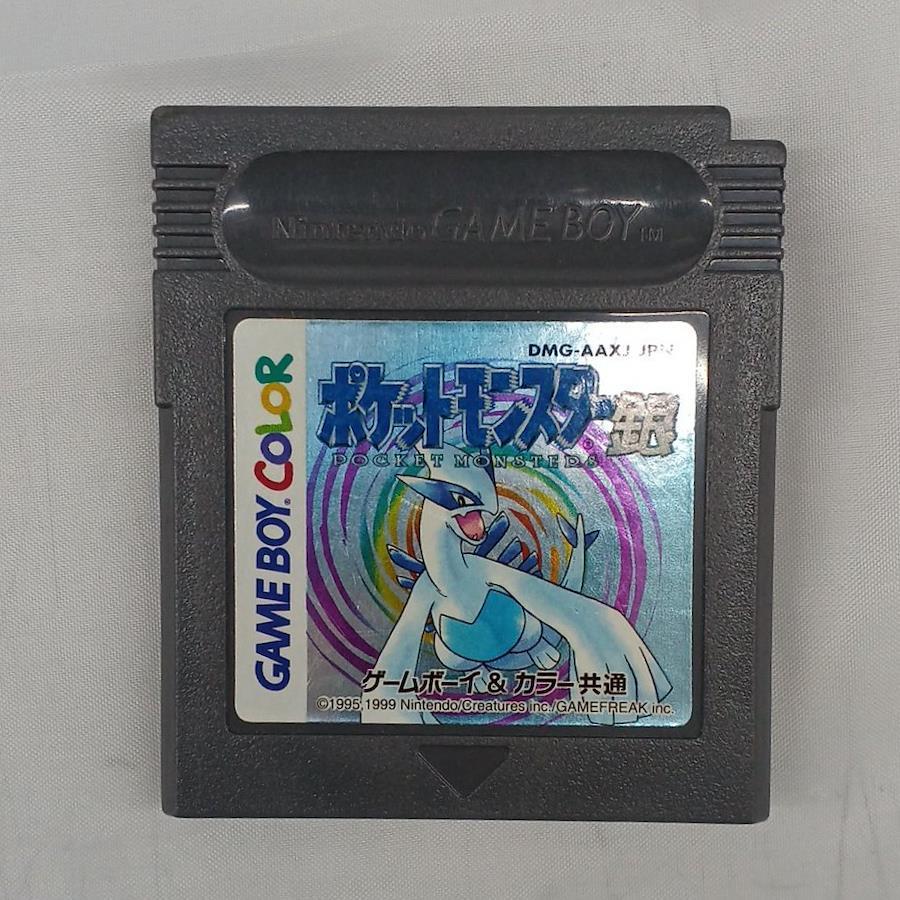 Nintendo GAME BOY TM
DMG-AAXJ-JPN
GAME BOY COLOR
ポケットモンスター銀
POCKET MONSTERS
ゲームボーイ & カラー共通
©1995,1999 Nintendo/Creatures inc./GAMEFREAK inc.